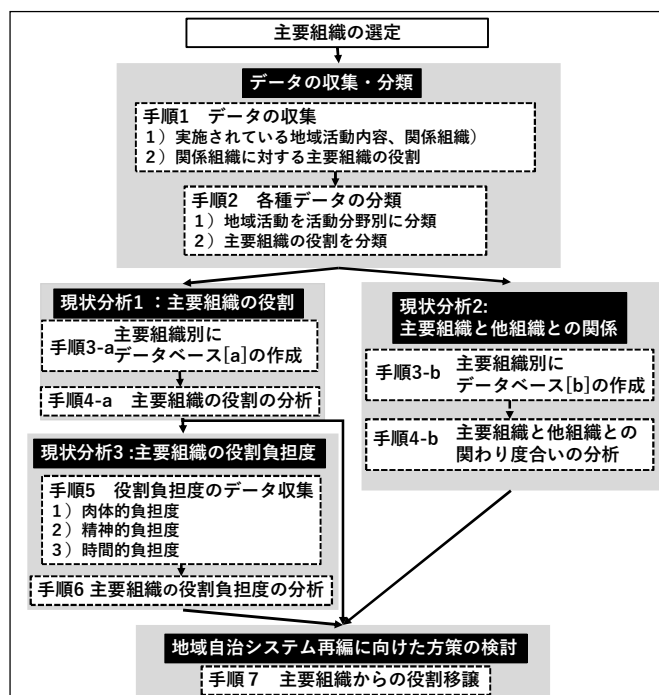 主要組織の選定
データの収集・分類
手順1　データの収集
1）実施されている地域活動内容、関係組織）
2）関係組織に対する主要組織の役割
手順2　各種データの分類
1）地域活動を活動分野別に分類
2）主要組織の役割を分類
現状分析1 ：主要組織の役割
手順3-a　主要組織別に
データベース[a]の作成
手順4-a　主要組織の役割の分析
現状分析2:
主要組織と他組織との関係
手順3-b　主要組織別に
データベース[b]の作成
手順4-b　主要組織と他組織との
関わり度合いの分析
現状分析3 :主要組織の役割負担度
手順5　役割負担度のデータ収集
1）肉体的負担度
2）精神的負担度
3）時間的負担度
手順6 主要組織の役割負担度の分析
地域自治システム再編に向けた方策の検討
手順７　主要組織からの役割移譲